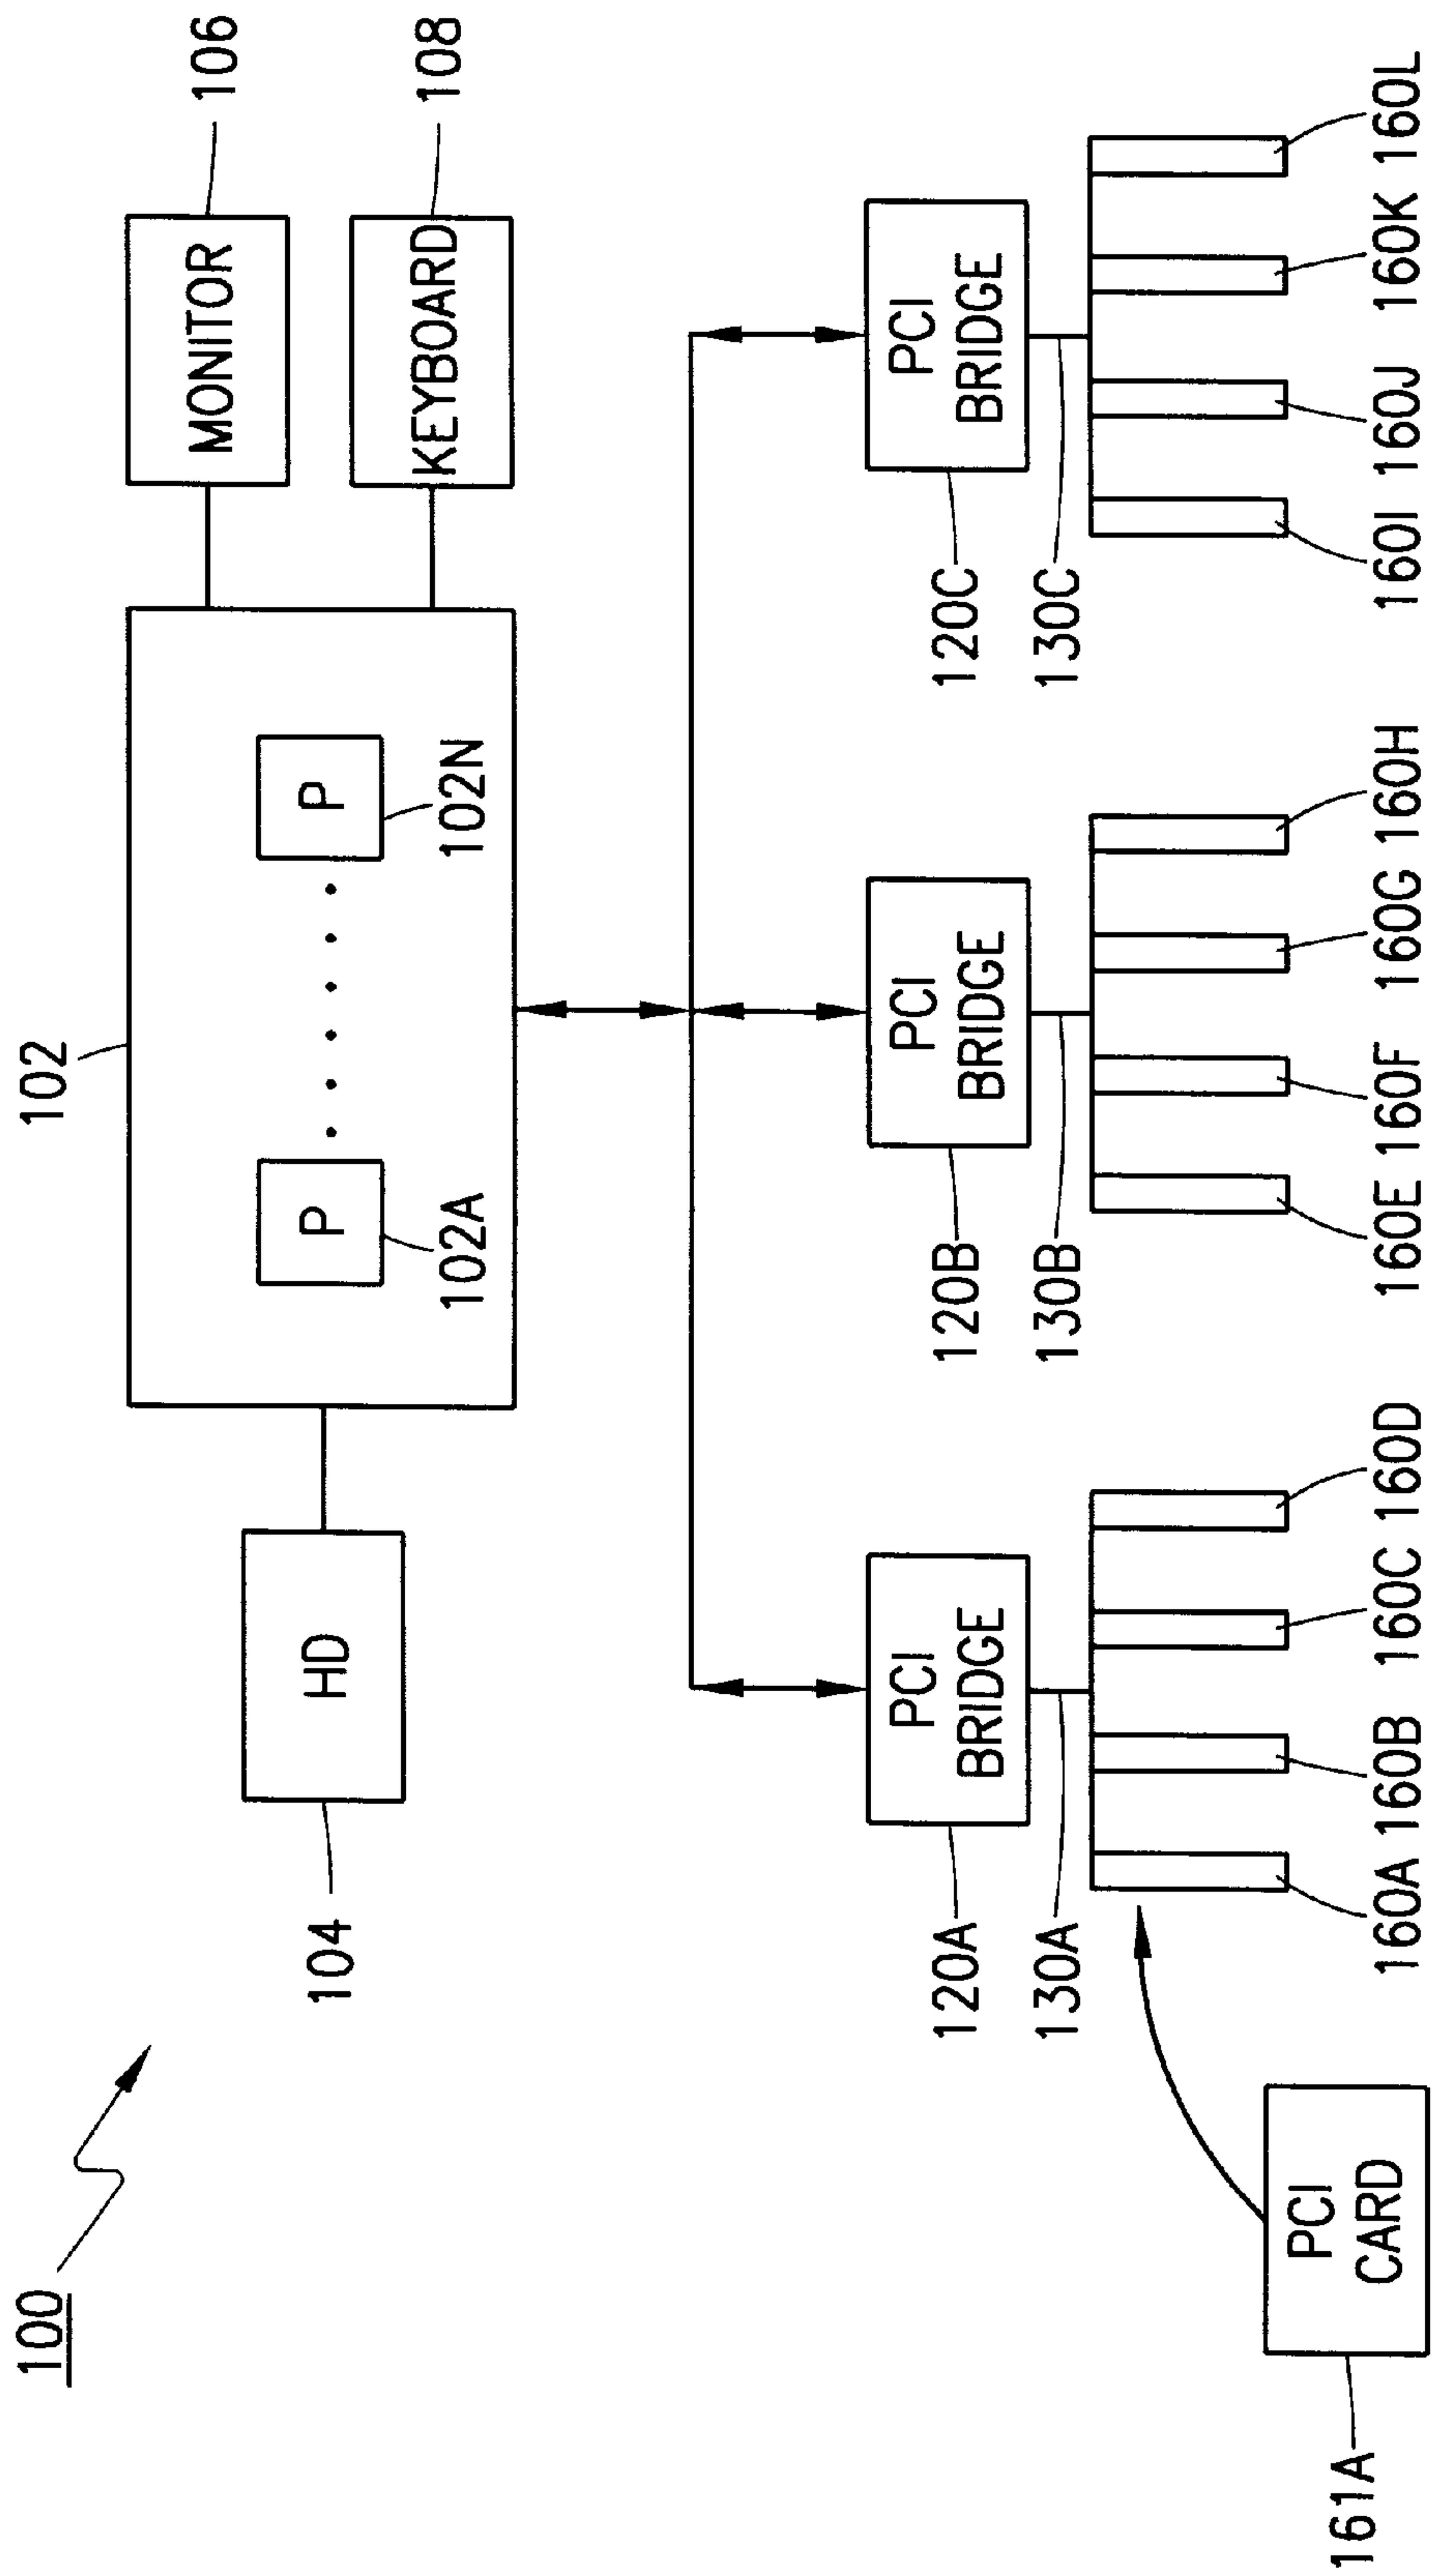 100
102
P
102A
P
102N
HD
104
MONITOR
106
KEYBOARD
108
PCI
BRIDGE
120A
130A
PCI
BRIDGE
120B
130B
PCI
BRIDGE
120C
130C
160A 160B 160C 160D
160E 160F 160G 160H
160I 160J 160K 160L
PCI
CARD
161A